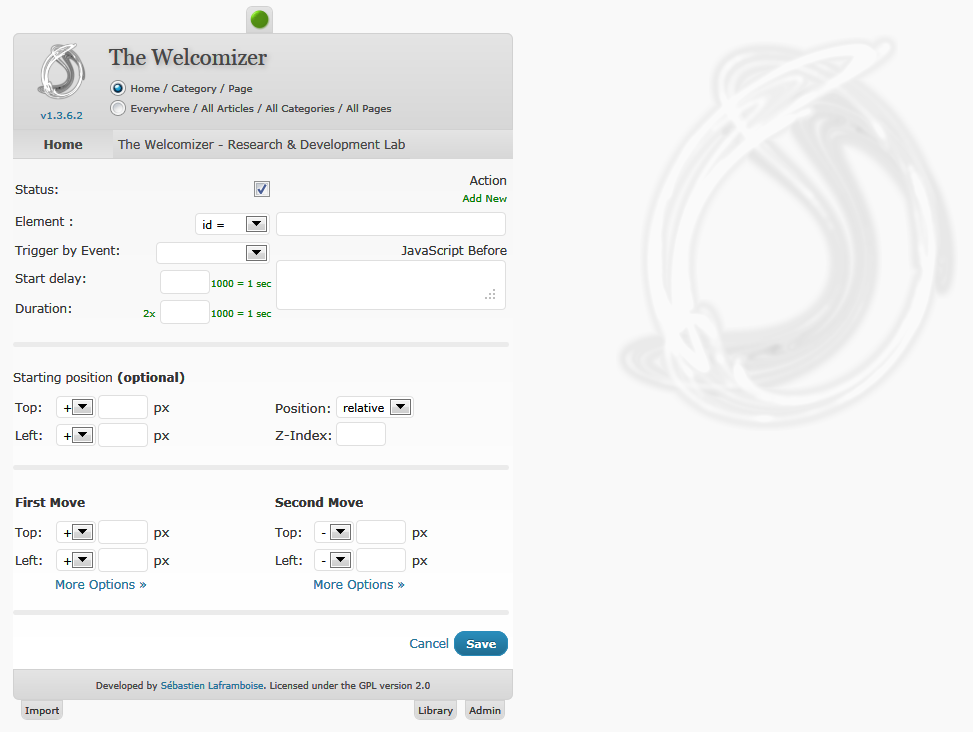 The Welcomizer
Home / Category / Page
Everywhere / All Articles / All Categories / All Pages
v1.3.6.2
Home
The Welcomizer - Research & Development Lab
Status:
Action
Add New
Element :
id =
Trigger by Event:
JavaScript Before
Start delay:
1000 = 1 sec
Duration:
2x
1000 = 1 sec
Starting position (optional)
Top: + px
Position: relative
Left: + px
Z-Index:
First Move
Second Move
Top: + px
Top: - px
Left: + px
Left: - px
More Options »
More Options »
Cancel
Save
Developed by Sébastien Laframboise. Licensed under the GPL version 2.0
Import
Library
Admin